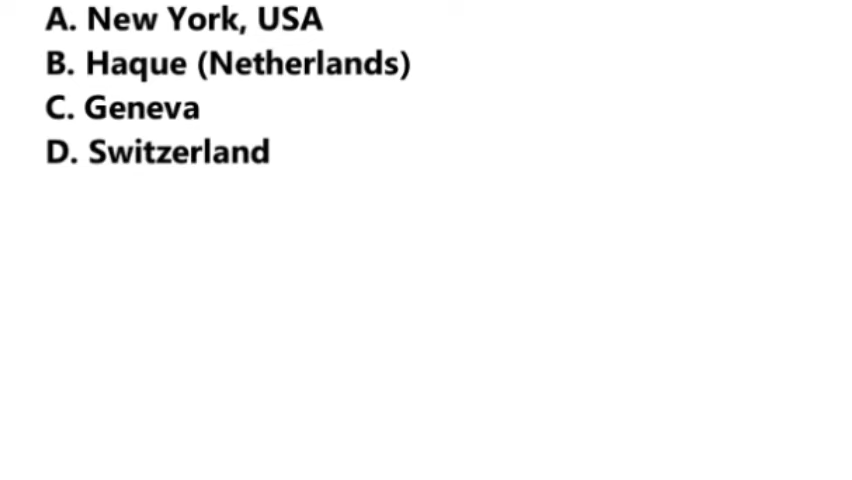 A. New York, USA
B. Haque (Netherlands)
C. Geneva
D. Switzerland